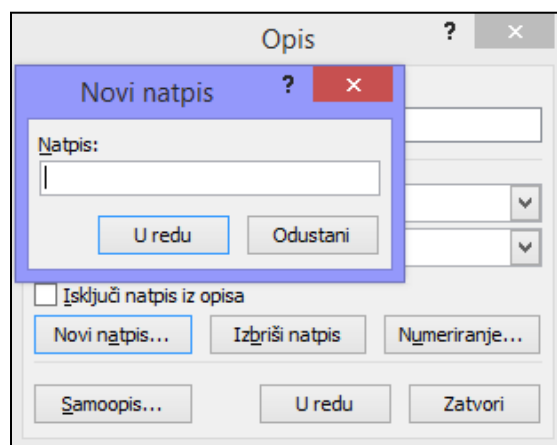 Opis ?
Novi natpis ?
Natpis:
U redu Odustani
Isključi natpis iz opisa
Novi natpis... Izbriši natpis Numeriranje...
Samoopis... U redu Zatvori